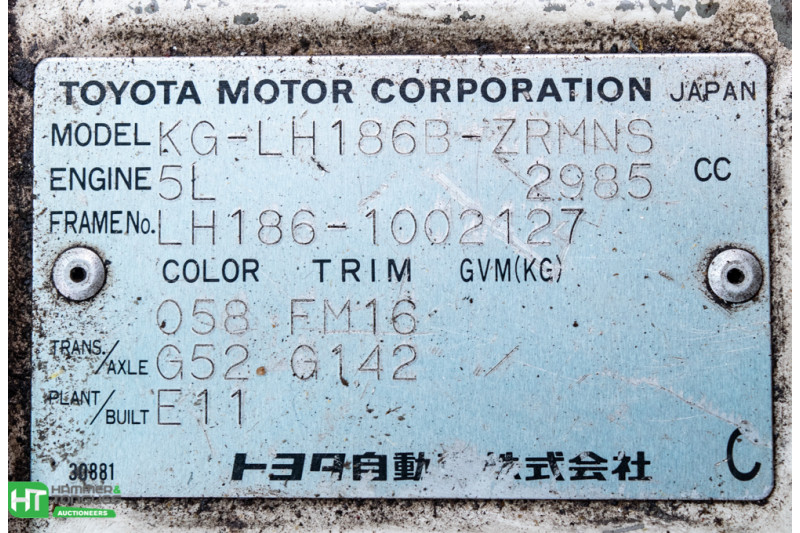 TOYOTA MOTOR CORPORATION JAPAN
MODEL KG-LH186B-ZRMNS
ENGINE 5L 2985 CC
FRAME No. LH186-1002127
COLOR TRIM GVM(KG)
058 FM16
TRANS./AXLE G52 G142
PLANT/BUILT E11
30881 トヨタ自動 株式会社 C
HT HAMMER &
AUCTIONEERS